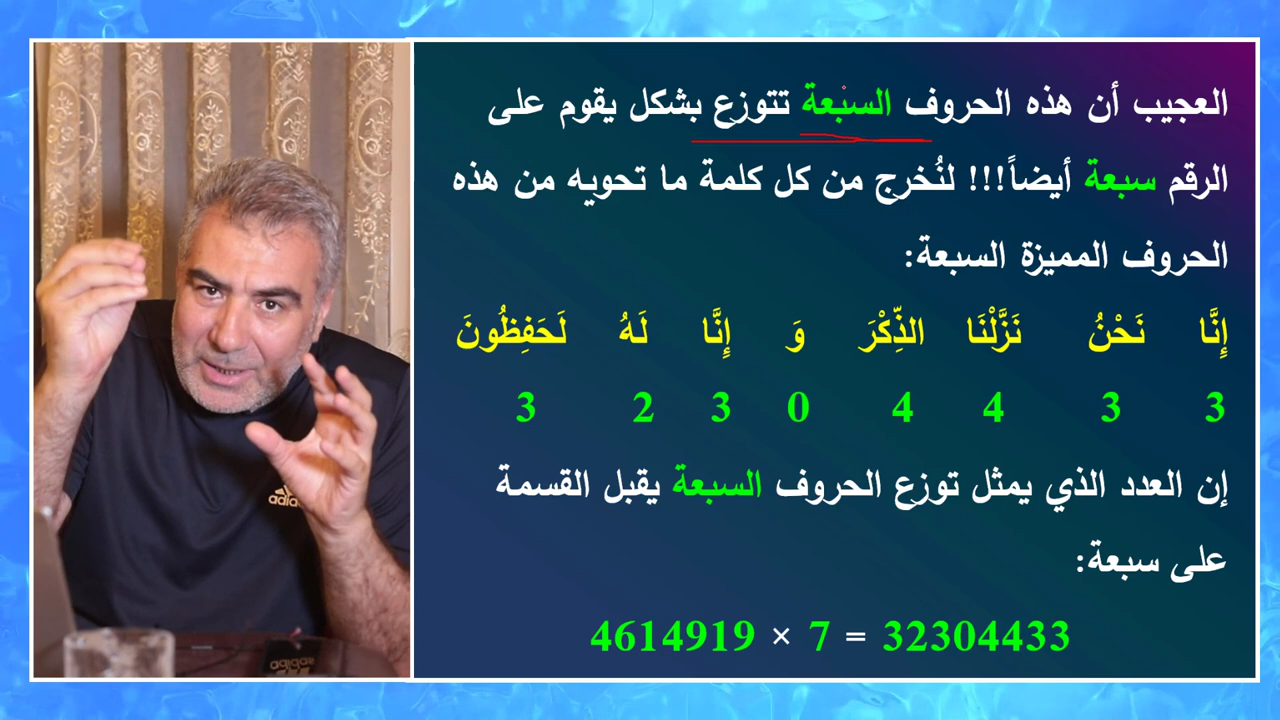 العجيب أن هذه الحروف السبعة تتوزع بشكل يقوم على
الرقم سبعة أيضاً!!! لنُخرج من كل كلمة ما تحويه من هذه
الحروف المميزة السبعة:
إِنَّا نَحْنُ نَزَّلْنَا الذِّكْرَ وَ إِنَّا لَهُ لَحَفِظُونَ
3 3 4 4 0 3 2 3
إن العدد الذي يمثل توزع الحروف السبعة يقبل القسمة
على سبعة:
4614919 × 7 = 32304433
adidas
adidas